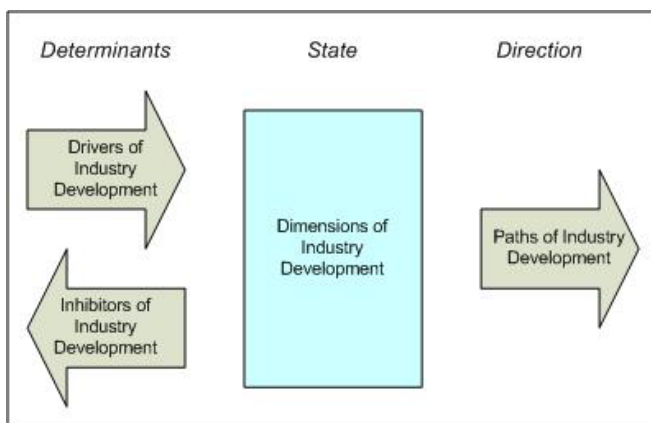 Determinants
State
Direction
Drivers of
Industry
Development
Inhibitors of
Industry
Development
Dimensions of
Industry
Development
Paths of Industry
Development